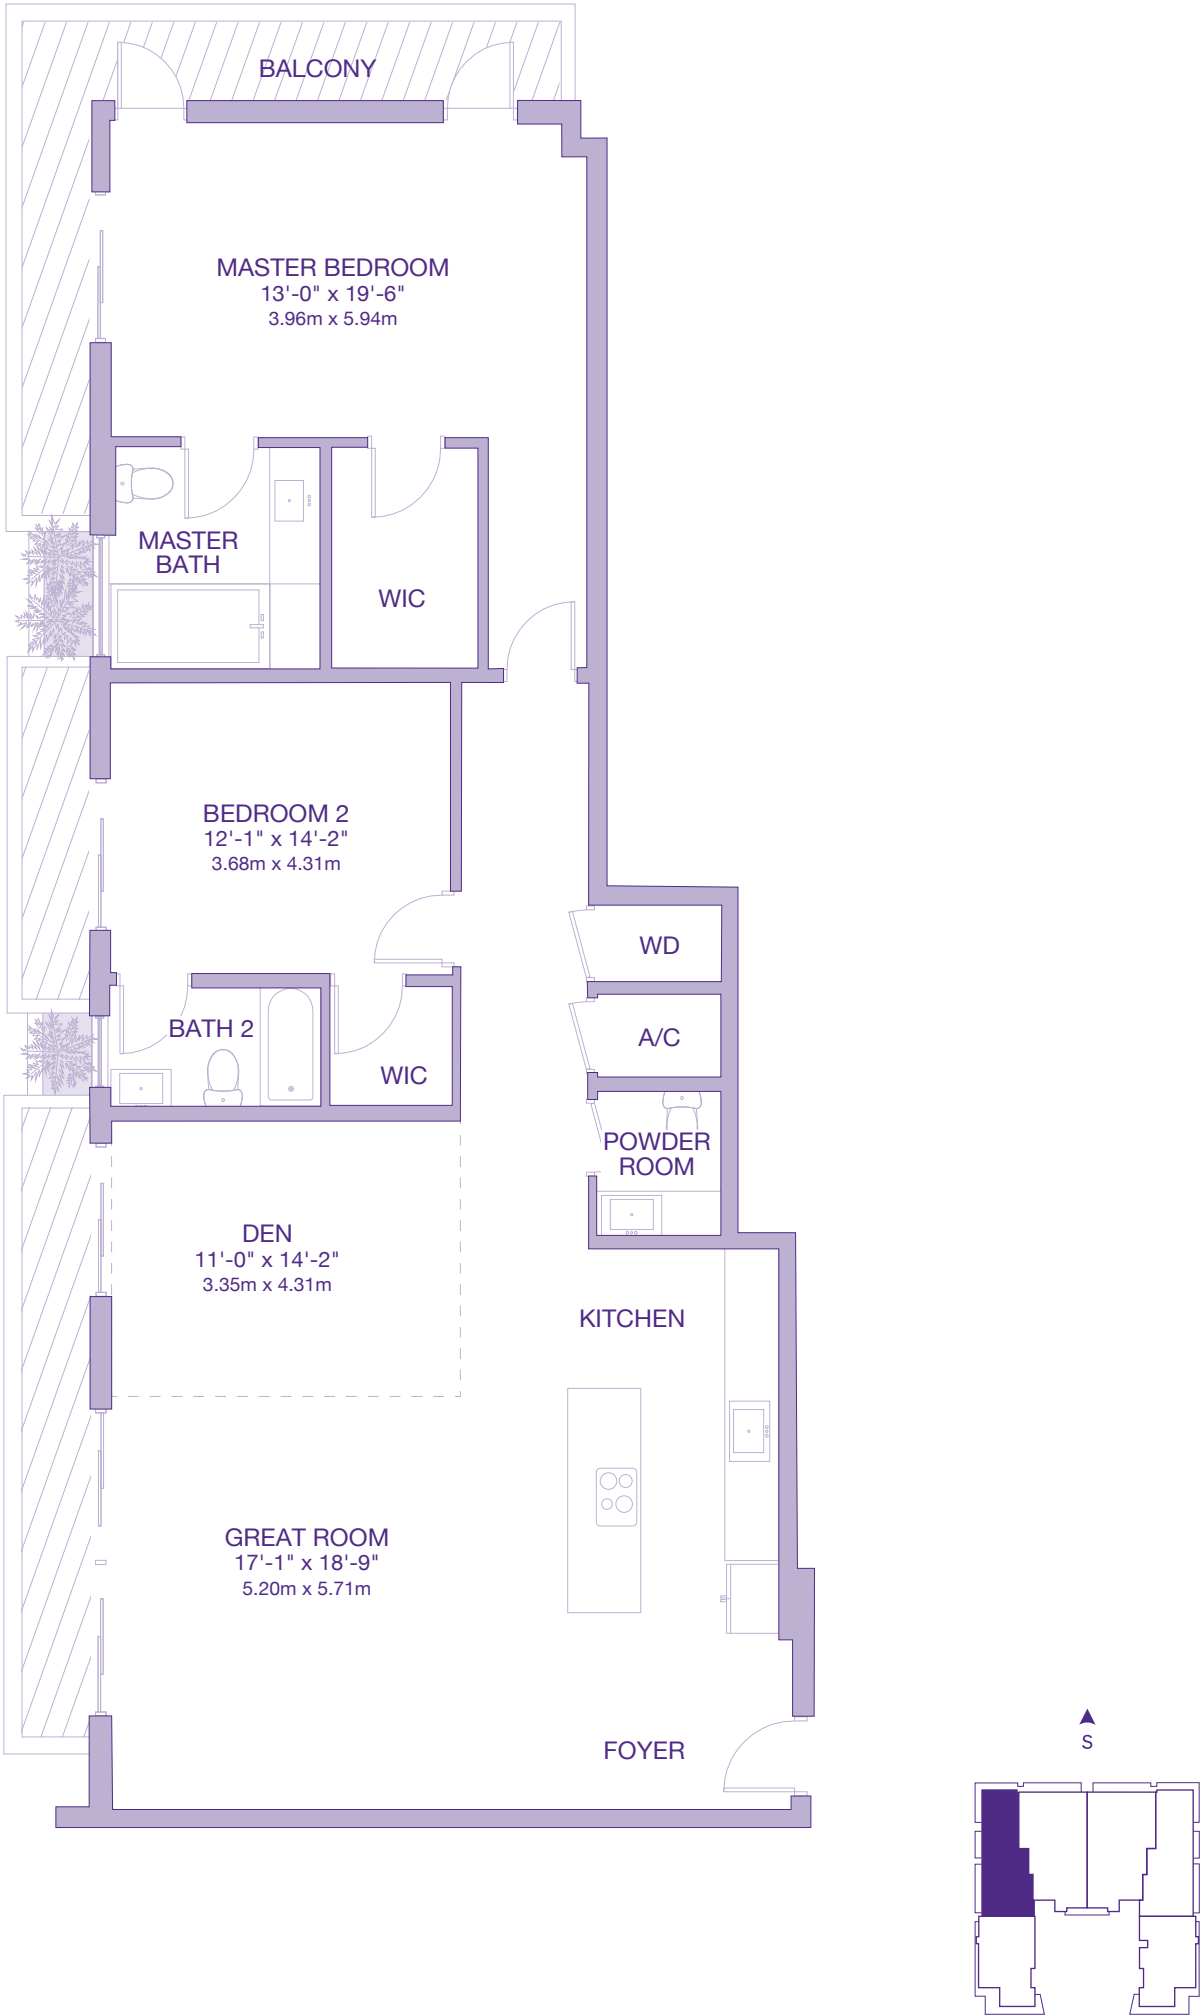 BALCONY
MASTER BEDROOM
13'-0" x 19'-6"
3.96m x 5.94m
MASTER
BATH
WIC
BEDROOM 2
12'-1" x 14'-2"
3.68m x 4.31m
WD
BATH 2
A/C
WIC
POWDER
ROOM
DEN
11'-0" x 14'-2"
3.35m x 4.31m
KITCHEN
GREAT ROOM
17'-1" x 18'-9"
5.20m x 5.71m
FOYER
S